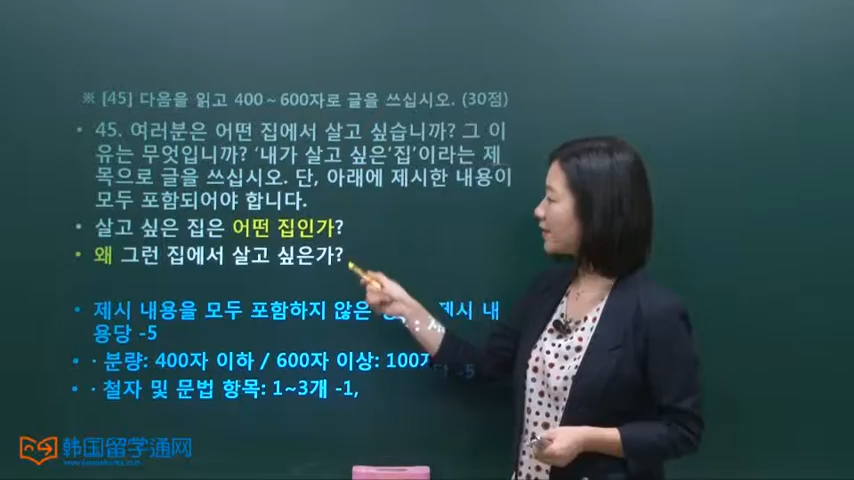 ※ [45] 다음을 읽고 400~600자로 글을 쓰십시오. (30점)
• 45. 여러분은 어떤 집에서 살고 싶습니까? 그 이
유는 무엇입니까? '내가 살고 싶은'집'이라는 제
목으로 글을 쓰십시오. 단, 아래에 제시한 내용이
모두 포함되어야 합니다.
• 살고 싶은 집은 어떤 집인가?
• 왜 그런 집에서 살고 싶은가?
• 제시 내용을 모두 포함하지 않은 제시 내
용당 -5
• · 분량: 400자 이하 / 600자 이상: 100자 -5
• · 철자 및 문법 항목: 1~3개 -1,
韩国留学通网